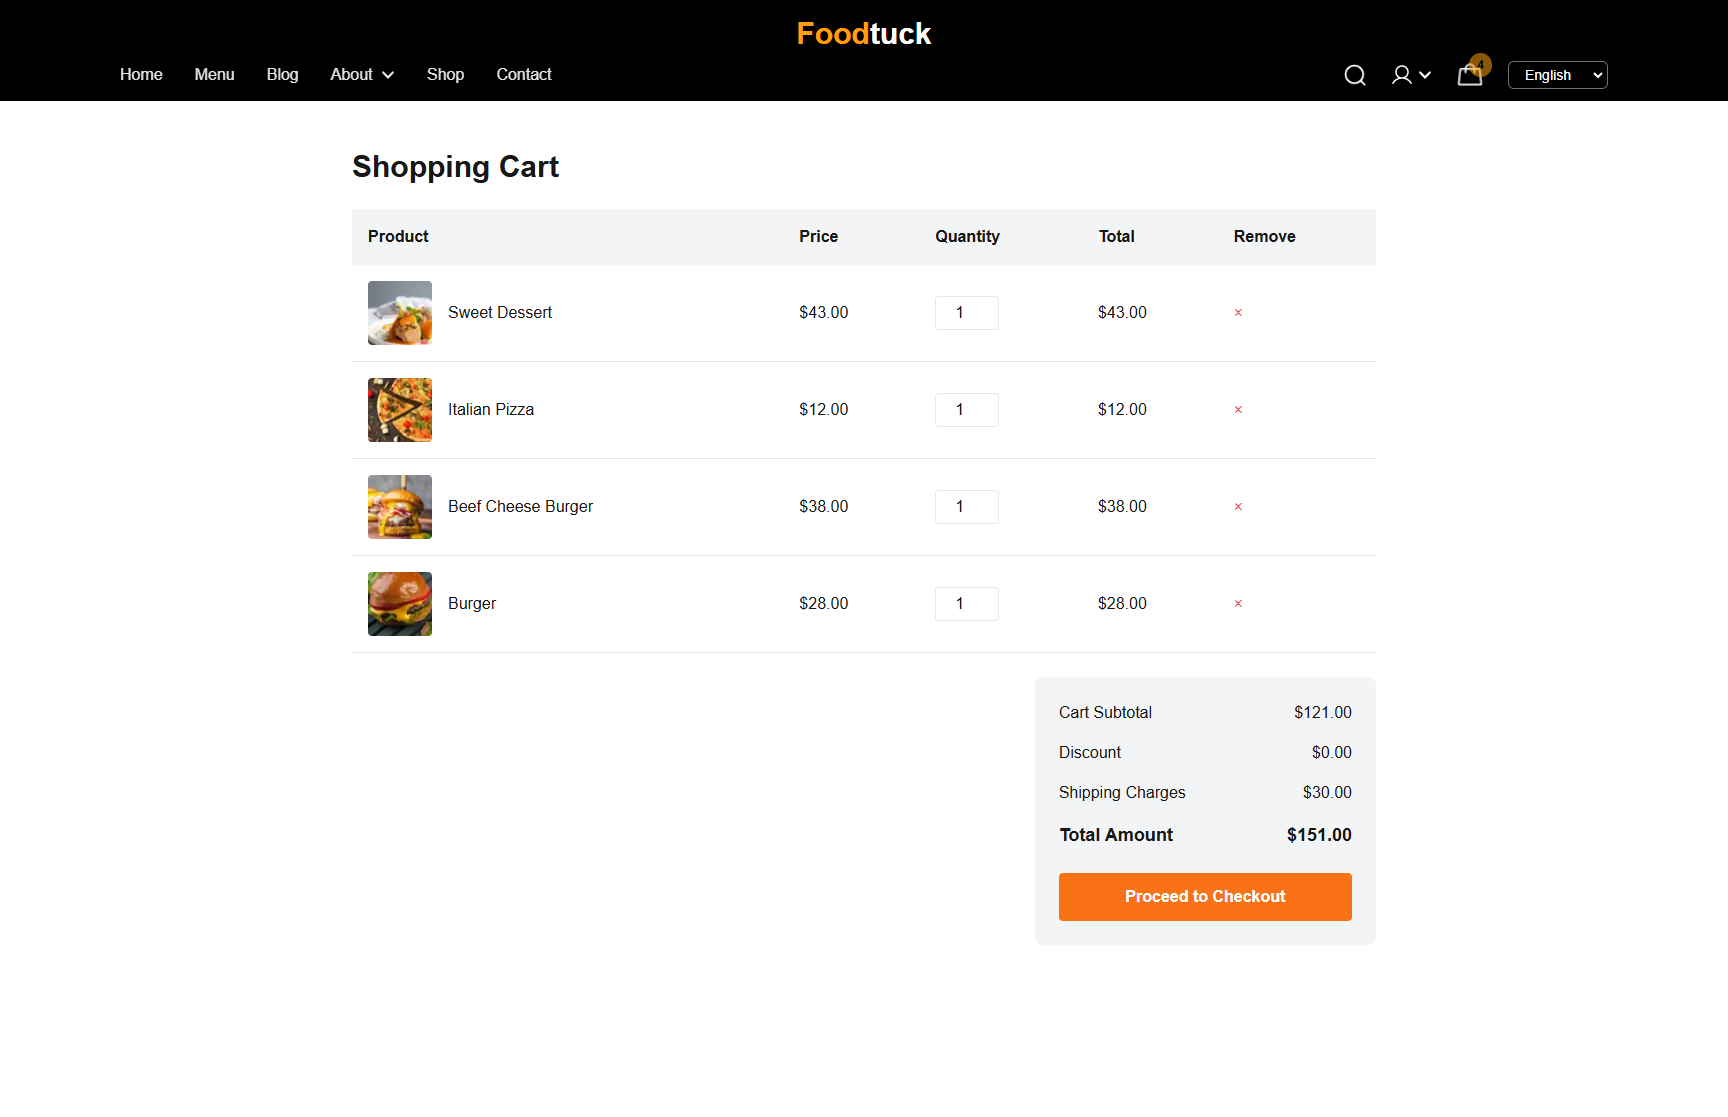 Foodtuck
Home Menu Blog About Shop Contact 4 English
Shopping Cart
Product Price Quantity Total Remove
Sweet Dessert $43.00 1 $43.00 ×
Italian Pizza $12.00 1 $12.00 ×
Beef Cheese Burger $38.00 1 $38.00 ×
Burger $28.00 1 $28.00 ×
Cart Subtotal $121.00
Discount $0.00
Shipping Charges $30.00
Total Amount $151.00
Proceed to Checkout